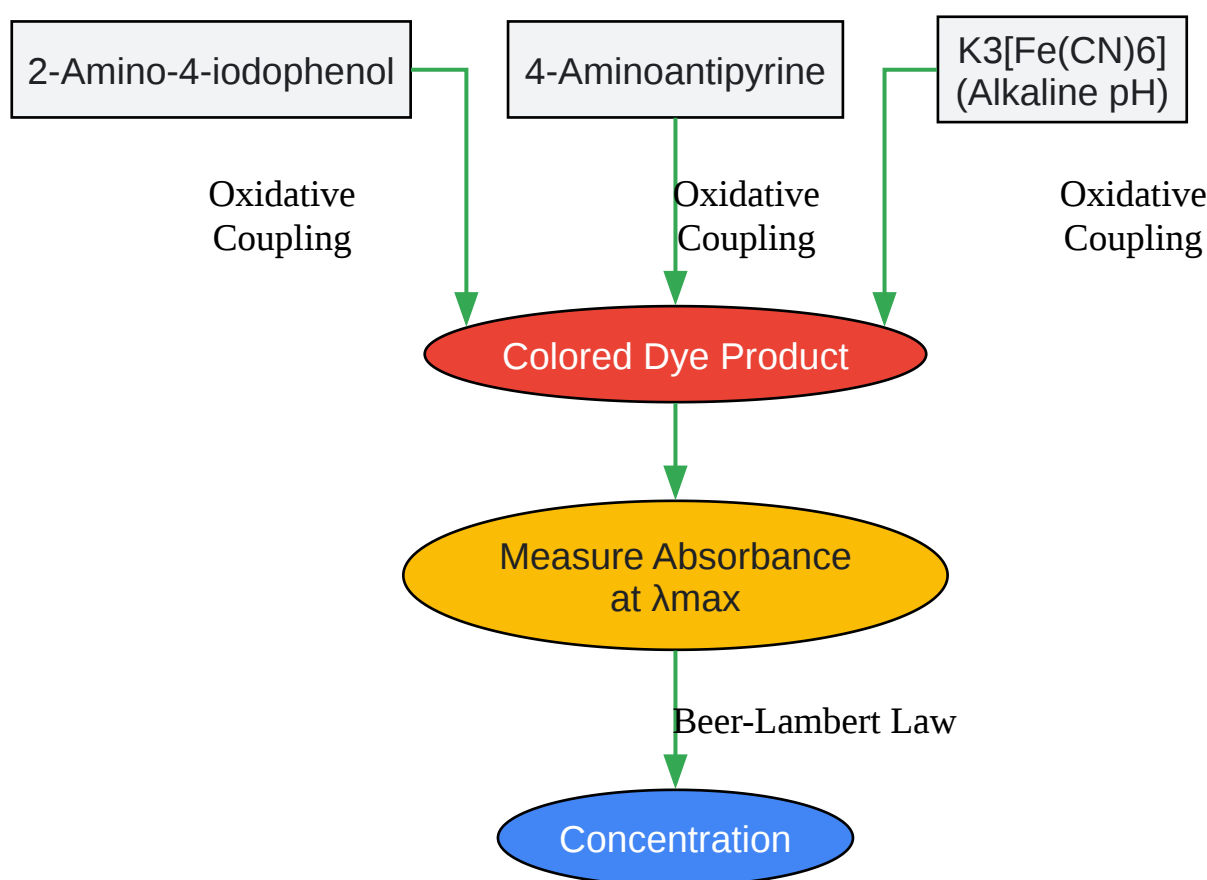 2-Amino-4-iodophenol
4-Aminoantipyrine
K3[Fe(CN)6]
(Alkaline pH)
Oxidative
Coupling
Oxidative
Coupling
Oxidative
Coupling
Colored Dye Product
Measure Absorbance
at λmax
Beer-Lambert Law
Concentration